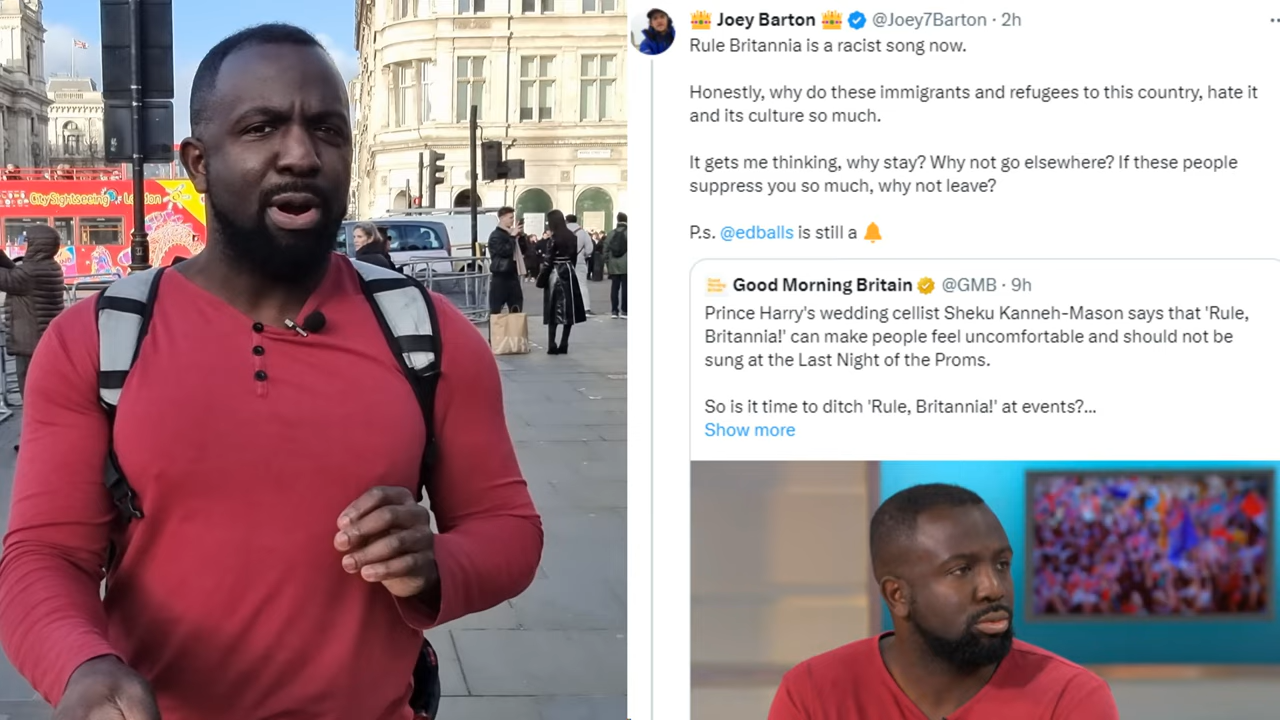 CitySightseeing London
👑 Joey Barton 👑 @Joey7Barton · 2h
Rule Britannia is a racist song now.
Honestly, why do these immigrants and refugees to this country, hate it
and its culture so much.
It gets me thinking, why stay? Why not go elsewhere? If these people
suppress you so much, why not leave?
P.s. @edballs is still a 🔔
Good Morning Britain @GMB · 9h
Prince Harry's wedding cellist Sheku Kanneh-Mason says that 'Rule,
Britannia!' can make people feel uncomfortable and should not be
sung at the Last Night of the Proms.
So is it time to ditch 'Rule, Britannia!' at events?...
Show more